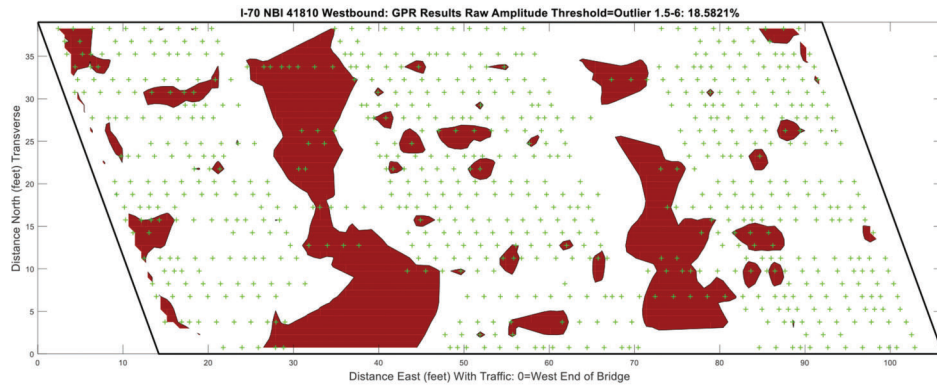 I-70 NBI 41810 Westbound: GPR Results Raw Amplitude Threshold=Outlier 1.5-6: 18.5821%
Distance North (feet) Transverse
35
30
25
20
15
10
5
0
0 10 20 30 40 50 60 70 80 90 100
Distance East (feet) With Traffic: 0=West End of Bridge